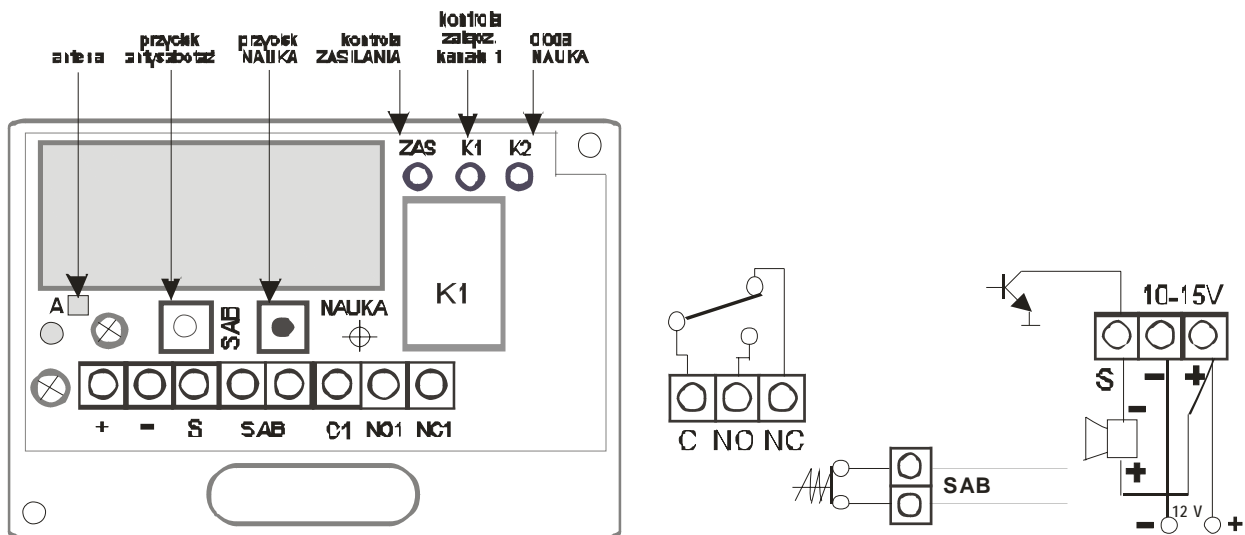 antena
przycisk
antysabotaż
przycisk
NAUKA
kontrola
ZASILANIA
kontrola
załącz.
kanału 1
dioda
NAUKA
ZAS K1 K2
K1
A
SAB
NAUKA
+ - S SAB C1 NO1 NC1
C NO NC
SAB
10-15V
S - +
-
+
12 V
- +